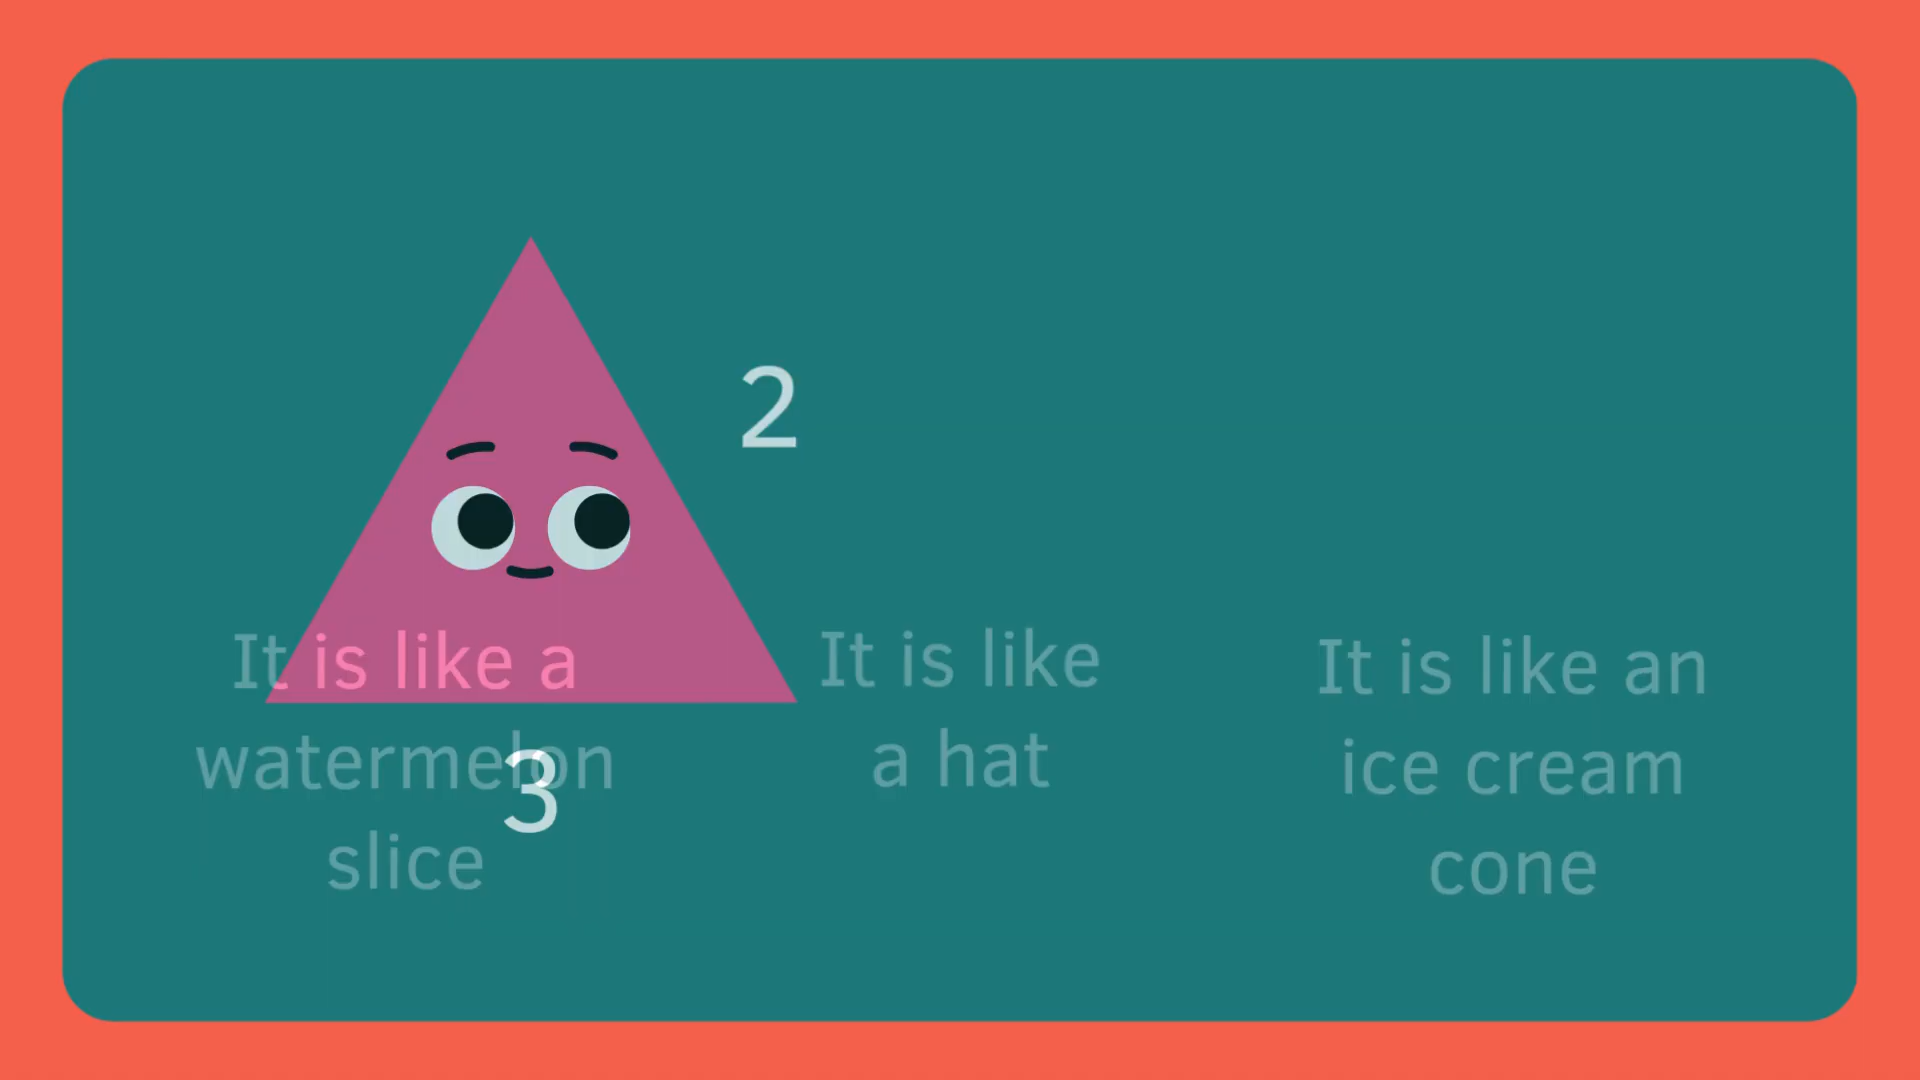 2
It is like a
watermelon
slice
3
It is like
a hat
It is like an
ice cream
cone